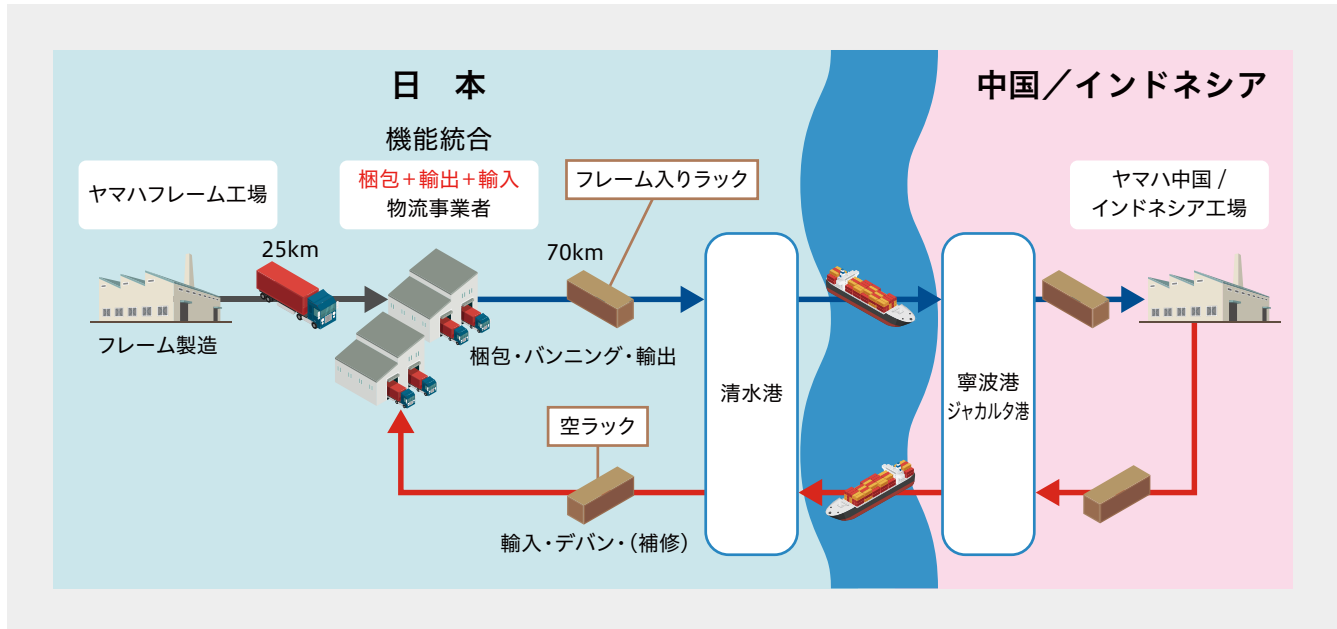 日 本
中国／インドネシア
機能統合
ヤマハフレーム工場
梱包＋輸出＋輸入
物流事業者
フレーム入りラック
ヤマハ中国 /
インドネシア工場
25km
70km
フレーム製造
梱包・バンニング・輸出
清水港
寧波港
ジャカルタ港
空ラック
輸入・デバン・（補修）